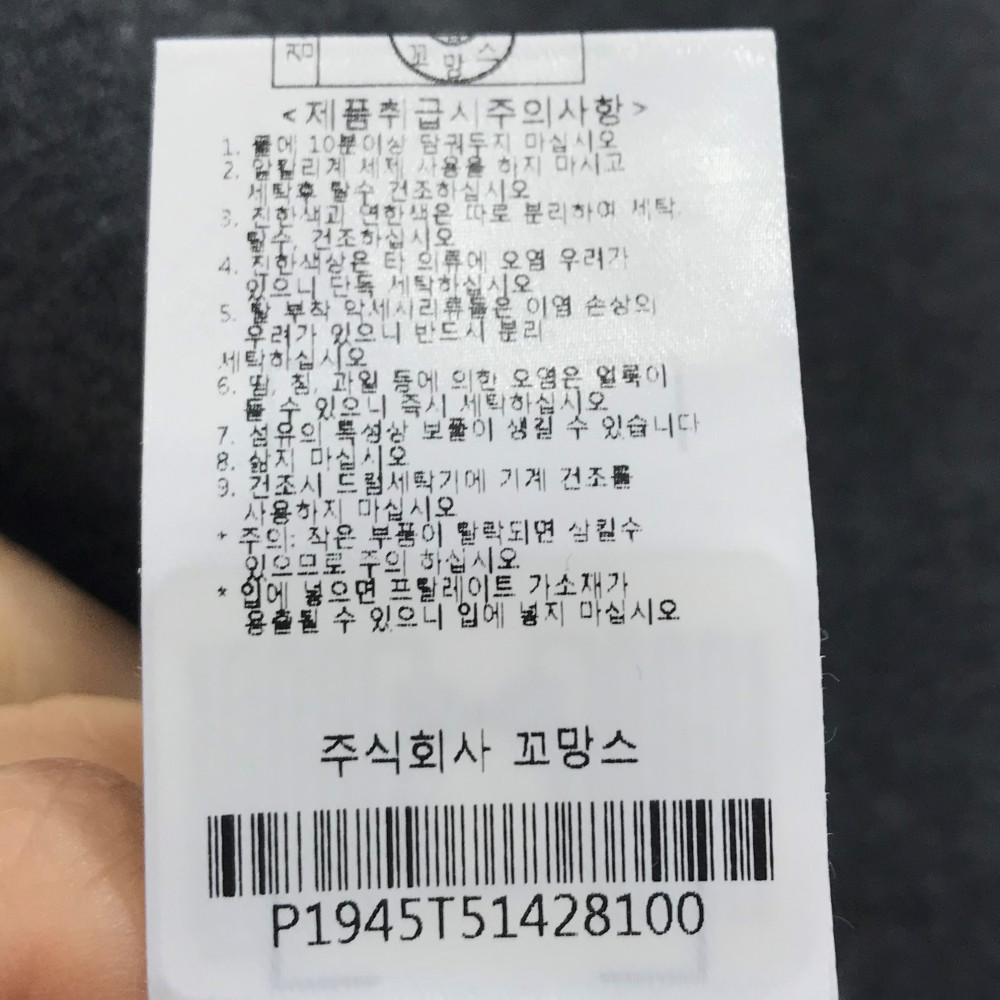 점
꼬망스
<제품취급시주의사항>
1. 물에 10분이상 담궈두지 마십시오
2. 알칼리계 세제 사용을 하지 마시고
세탁후 탈수 건조하십시오
3. 진한색과 연한색은 따로 분리하여 세탁,
탈수, 건조하십시오
4. 진한색상은 타 의류에 오염 우려가
있으니 단독 세탁하십시오
5. 탈 부착 악세사리류들은 이염 손상의
우려가 있으니 반드시 분리
세탁하십시오
6. 땀, 침, 과일 등에 의한 오염은 얼룩이
될 수 있으니 즉시 세탁하십시오
7. 섬유의 특성상 보풀이 생길 수 있습니다
8. 삶지 마십시오
9. 건조시 드럼세탁기에 기계 건조를
사용하지 마십시오
* 주의: 작은 부품이 탈락되면 삼킬수
있으므로 주의 하십시오
* 입에 넣으면 프탈레이트 가소재가
용출될 수 있으니 입에 넣지 마십시오
주식회사 꼬망스
P1945T51428100